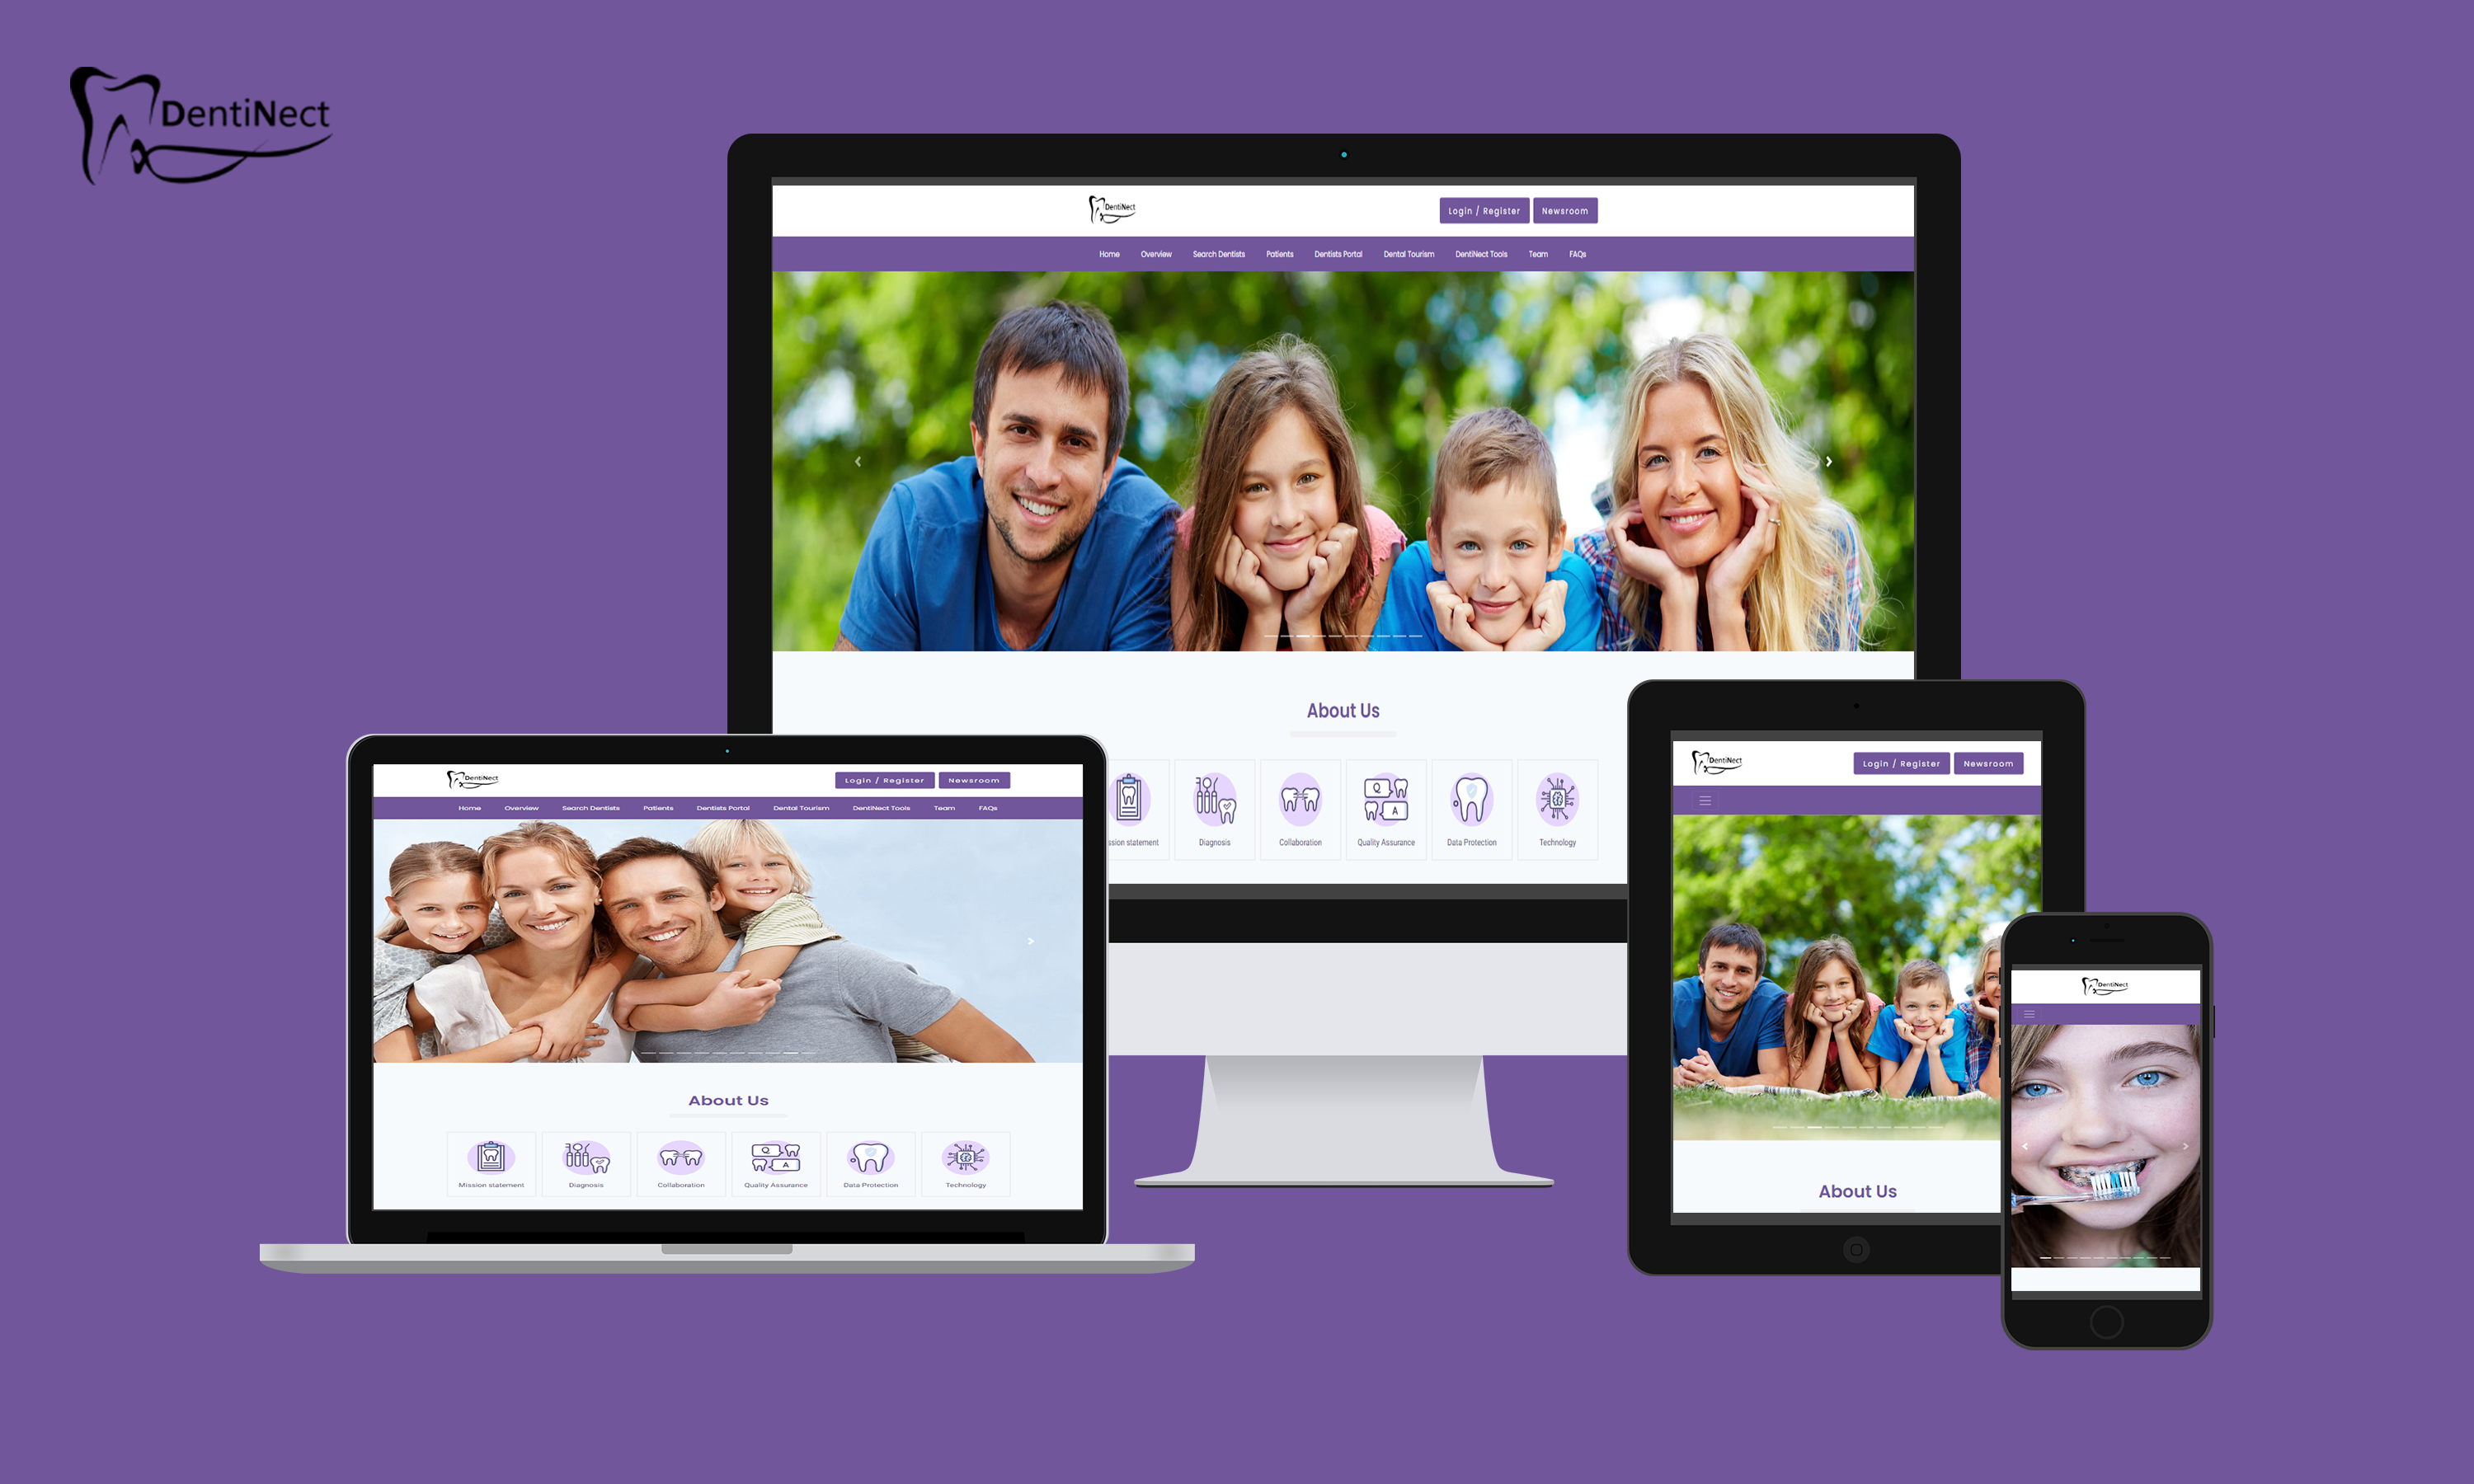 DentiNect
DentiNect
Login / Register Newsroom
Home Overview Search Dentists Patients Dentists Portal Dental Tourism DentiNect Tools Team FAQs
About Us
ssion statement Diagnosis Collaboration Quality Assurance Data Protection Technology
Q
A
DentiNect
Login / Register Newsroom
Home Overview Search Dentists Patients Dentists Portal Dental Tourism DentiNect Tools Team FAQs
About Us
Q
A
Mission statement Diagnosis Collaboration Quality Assurance Data Protection Technology
DentiNect
Login / Register Newsroom
About Us
DentiNect